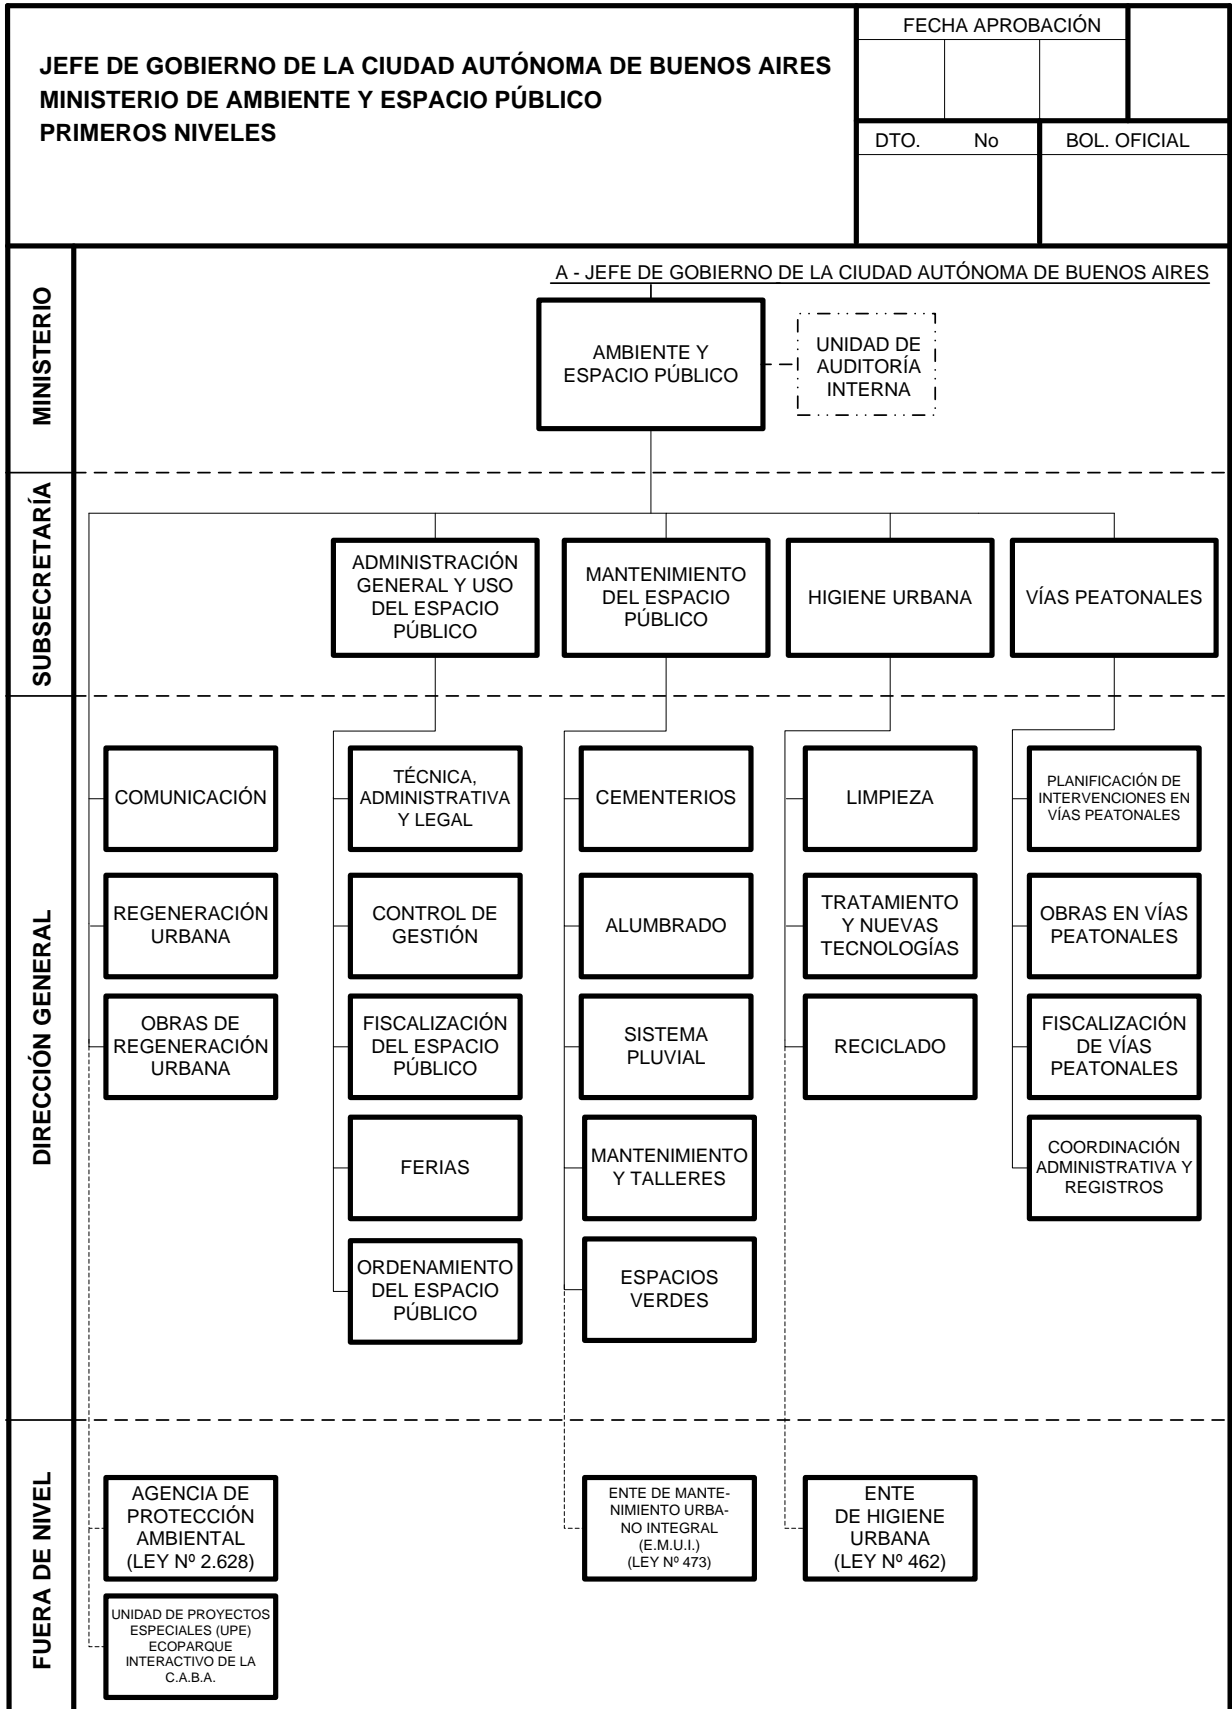 JEFE DE GOBIERNO DE LA CIUDAD AUTÓNOMA DE BUENOS AIRES
MINISTERIO DE AMBIENTE Y ESPACIO PÚBLICO
PRIMEROS NIVELES
FECHA APROBACIÓN
DTO. No
BOL. OFICIAL
MINISTERIO
A - JEFE DE GOBIERNO DE LA CIUDAD AUTÓNOMA DE BUENOS AIRES
AMBIENTE Y
ESPACIO PÚBLICO
UNIDAD DE
AUDITORÍA
INTERNA
SUBSECRETARÍA
ADMINISTRACIÓN
GENERAL Y USO
DEL ESPACIO
PÚBLICO
MANTENIMIENTO
DEL ESPACIO
PÚBLICO
HIGIENE URBANA
VÍAS PEATONALES
DIRECCIÓN GENERAL
COMUNICACIÓN
REGENERACIÓN
URBANA
OBRAS DE
REGENERACIÓN
URBANA
TÉCNICA,
ADMINISTRATIVA
Y LEGAL
CONTROL DE
GESTIÓN
FISCALIZACIÓN
DEL ESPACIO
PÚBLICO
FERIAS
ORDENAMIENTO
DEL ESPACIO
PÚBLICO
CEMENTERIOS
ALUMBRADO
SISTEMA
PLUVIAL
MANTENIMIENTO
Y TALLERES
ESPACIOS
VERDES
LIMPIEZA
TRATAMIENTO
Y NUEVAS
TECNOLOGÍAS
RECICLADO
PLANIFICACIÓN DE
INTERVENCIONES EN
VÍAS PEATONALES
OBRAS EN VÍAS
PEATONALES
FISCALIZACIÓN
DE VÍAS
PEATONALES
COORDINACIÓN
ADMINISTRATIVA Y
REGISTROS
FUERA DE NIVEL
AGENCIA DE
PROTECCIÓN
AMBIENTAL
(LEY Nº 2.628)
UNIDAD DE PROYECTOS
ESPECIALES (UPE)
ECOPARQUE
INTERACTIVO DE LA
C.A.B.A.
ENTE DE MANTE-
NIMIENTO URBA-
NO INTEGRAL
(E.M.U.I.)
(LEY Nº 473)
ENTE
DE HIGIENE
URBANA
(LEY Nº 462)